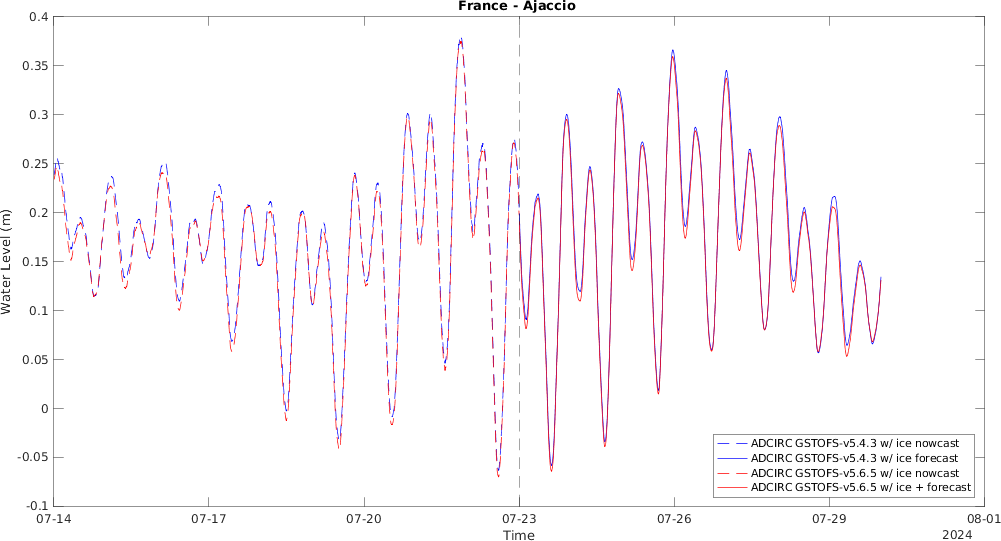 France - Ajaccio
0.4
0.35
0.3
0.25
0.2
0.15
0.1
0.05
0
-0.05
-0.1
Water Level (m)
07-14
07-17
07-20
07-23
07-26
07-29
08-01
2024
Time
ADCIRC GSTOFS-v5.4.3 w/ ice nowcast
ADCIRC GSTOFS-v5.4.3 w/ ice forecast
ADCIRC GSTOFS-v5.6.5 w/ ice nowcast
ADCIRC GSTOFS-v5.6.5 w/ ice + forecast